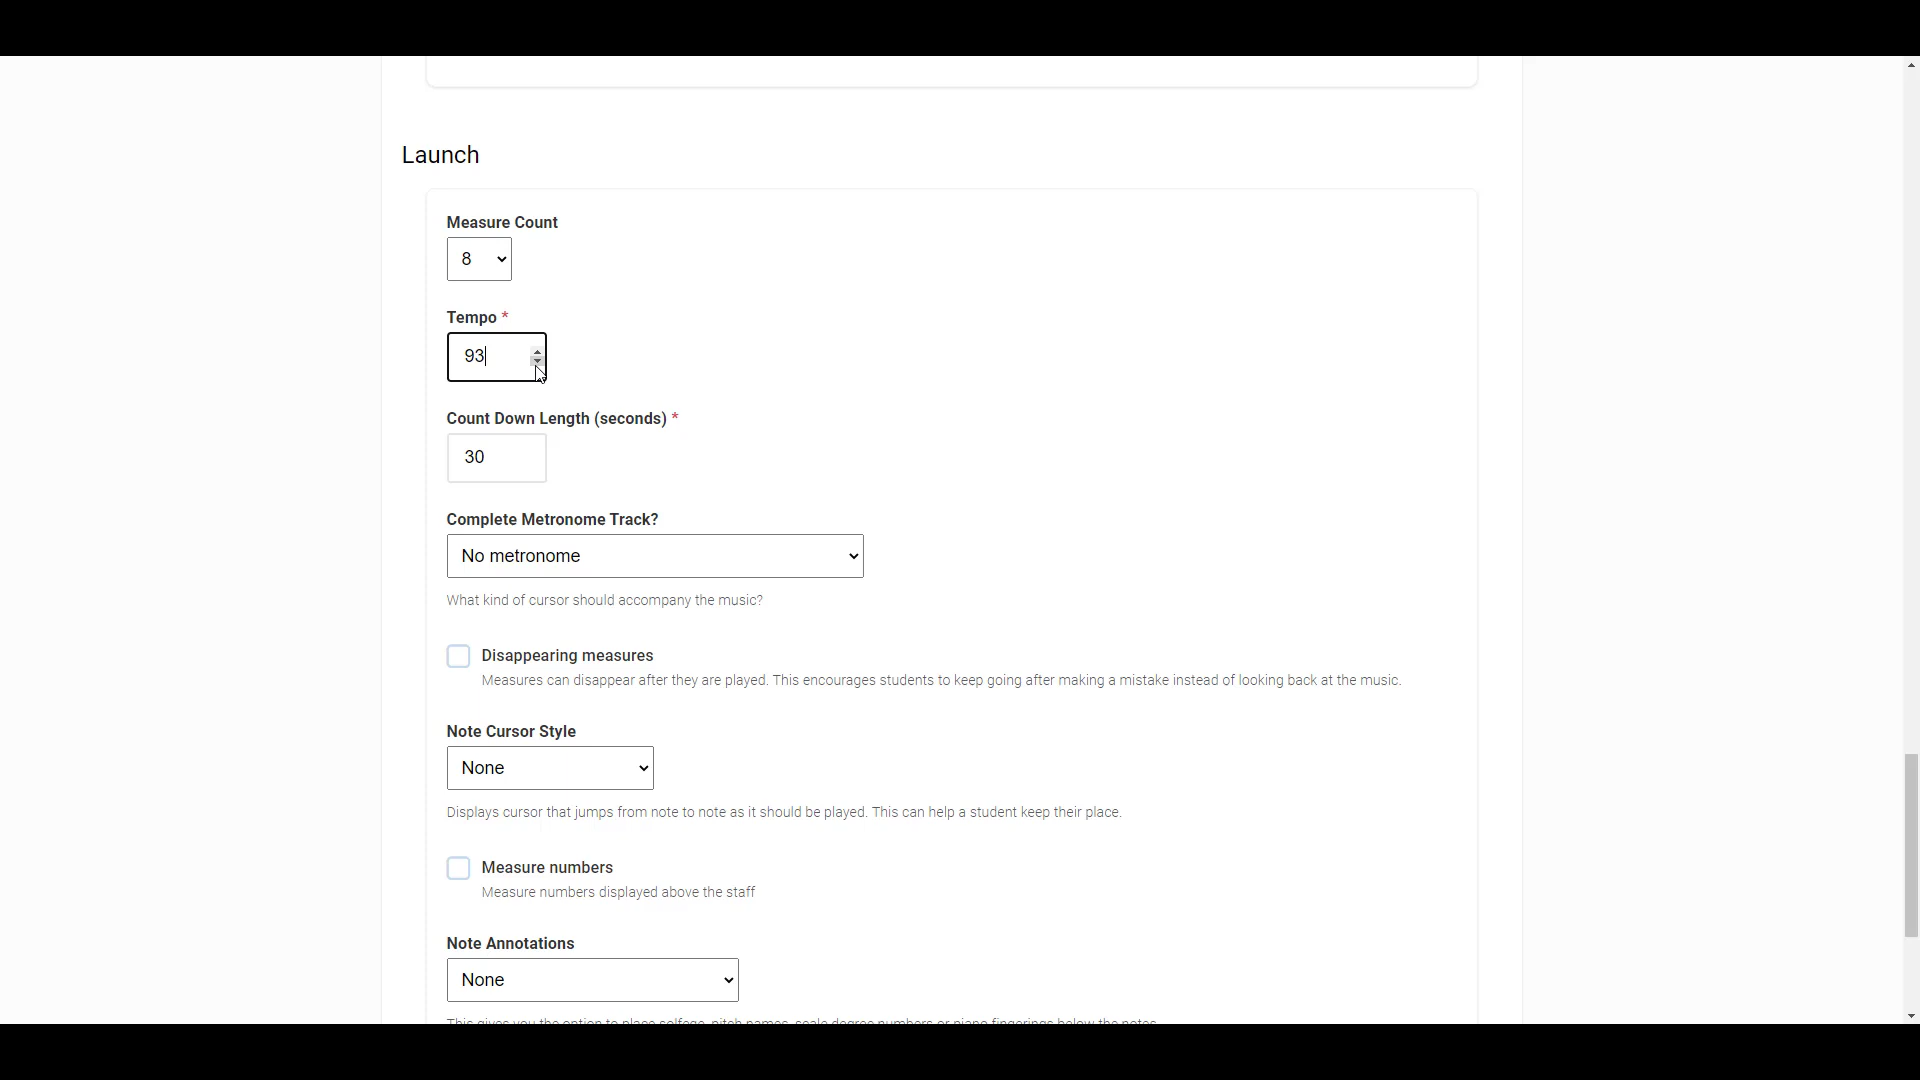 Launch
Measure Count
8
Tempo *
93
Count Down Length (seconds) *
30
Complete Metronome Track?
No metronome
What kind of cursor should accompany the music?
Disappearing measures
Measures can disappear after they are played. This encourages students to keep going after making a mistake instead of looking back at the music.
Note Cursor Style
None
Displays cursor that jumps from note to note as it should be played. This can help a student keep their place.
Measure numbers
Measure numbers displayed above the staff
Note Annotations
None
This gives you the option to place solfege, pitch names, scale degree numbers or piano fingerings below the notes.